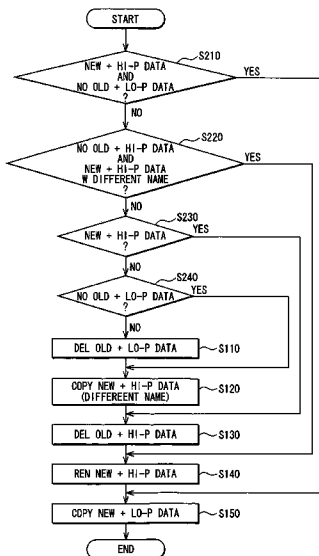 START
S210
NEW + HI-P DATA
AND
NO OLD + LO-P DATA
?
YES
NO
S220
NO OLD + HI-P DATA
AND
NEW + HI-P DATA
W DIFFERENT NAME
?
YES
NO
S230
NEW + HI-P DATA
?
YES
NO
S240
NO OLD + LO-P DATA
?
YES
NO
DEL OLD + LO-P DATA
S110
COPY NEW + HI-P DATA
(DIFFEREENT NAME)
S120
DEL OLD + HI-P DATA
S130
REN NEW + HI-P DATA
S140
COPY NEW + LO-P DATA
S150
END